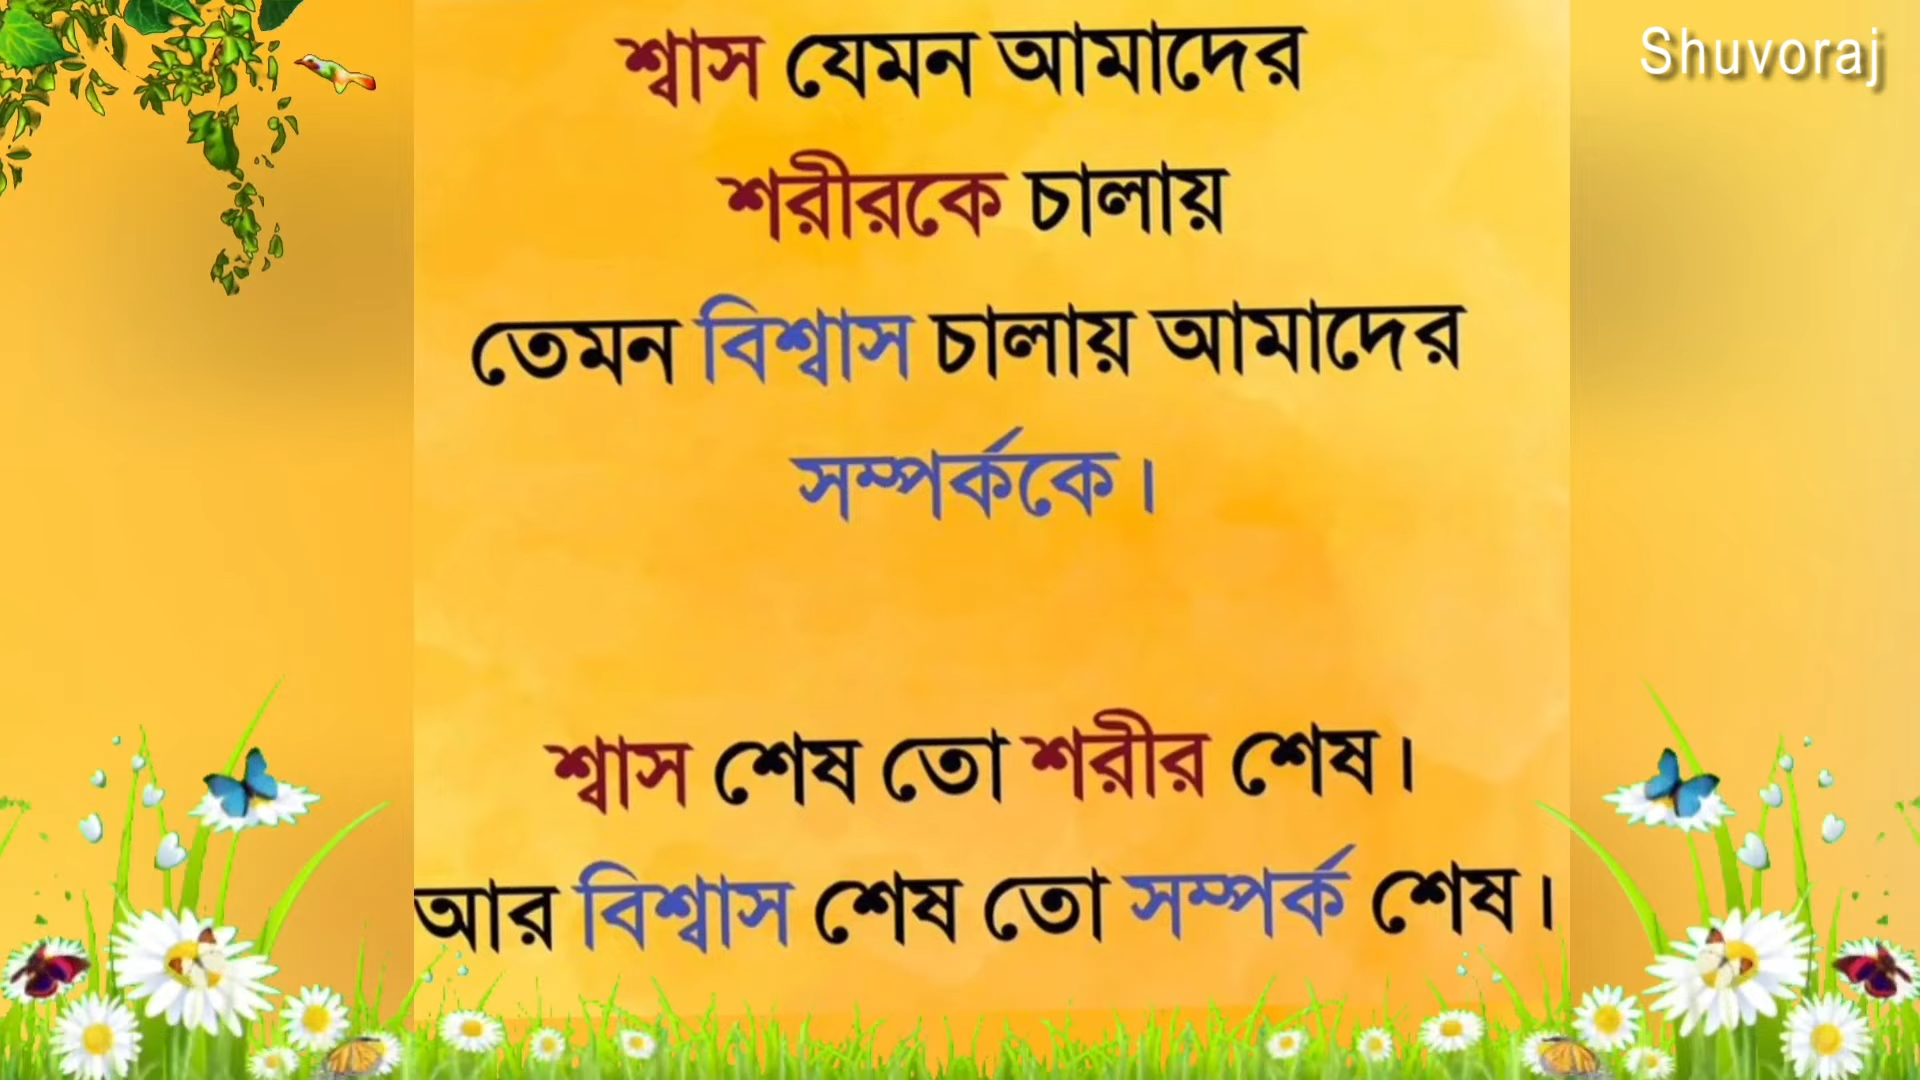 Shuvoraj
শ্বাস যেমন আমাদের
শরীরকে চালায়
তেমন বিশ্বাস চালায় আমাদের
সম্পর্ককে।
শ্বাস শেষ তো শরীর শেষ।
আর বিশ্বাস শেষ তো সম্পর্ক শেষ।